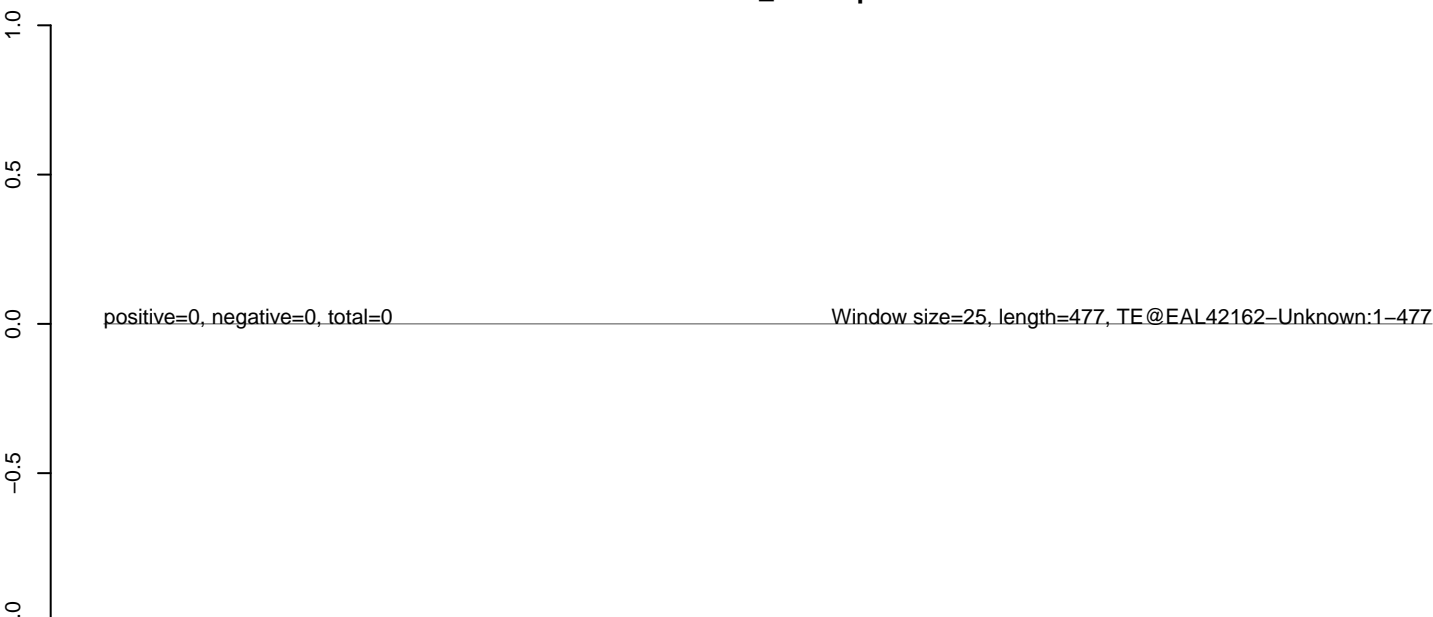 1.0
0.5
positive=0, negative=0, total=0 Window size=25, length=477, TE@EAL42162−Unknown:1−477
0.0
−0.5